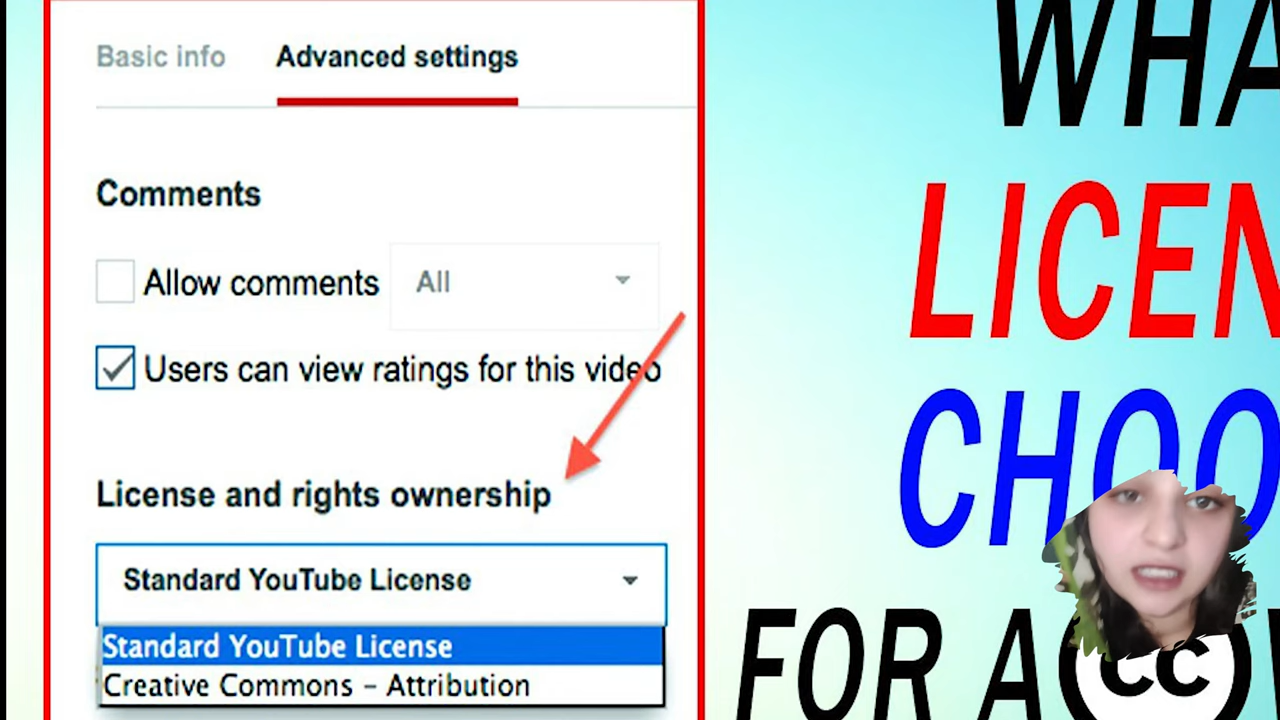 Basic info Advanced settings
Comments
Allow comments All
Users can view ratings for this video
License and rights ownership
Standard YouTube License
Standard YouTube License
Creative Commons – Attribution
WHA
LICEN
CHOO
FOR A
CC